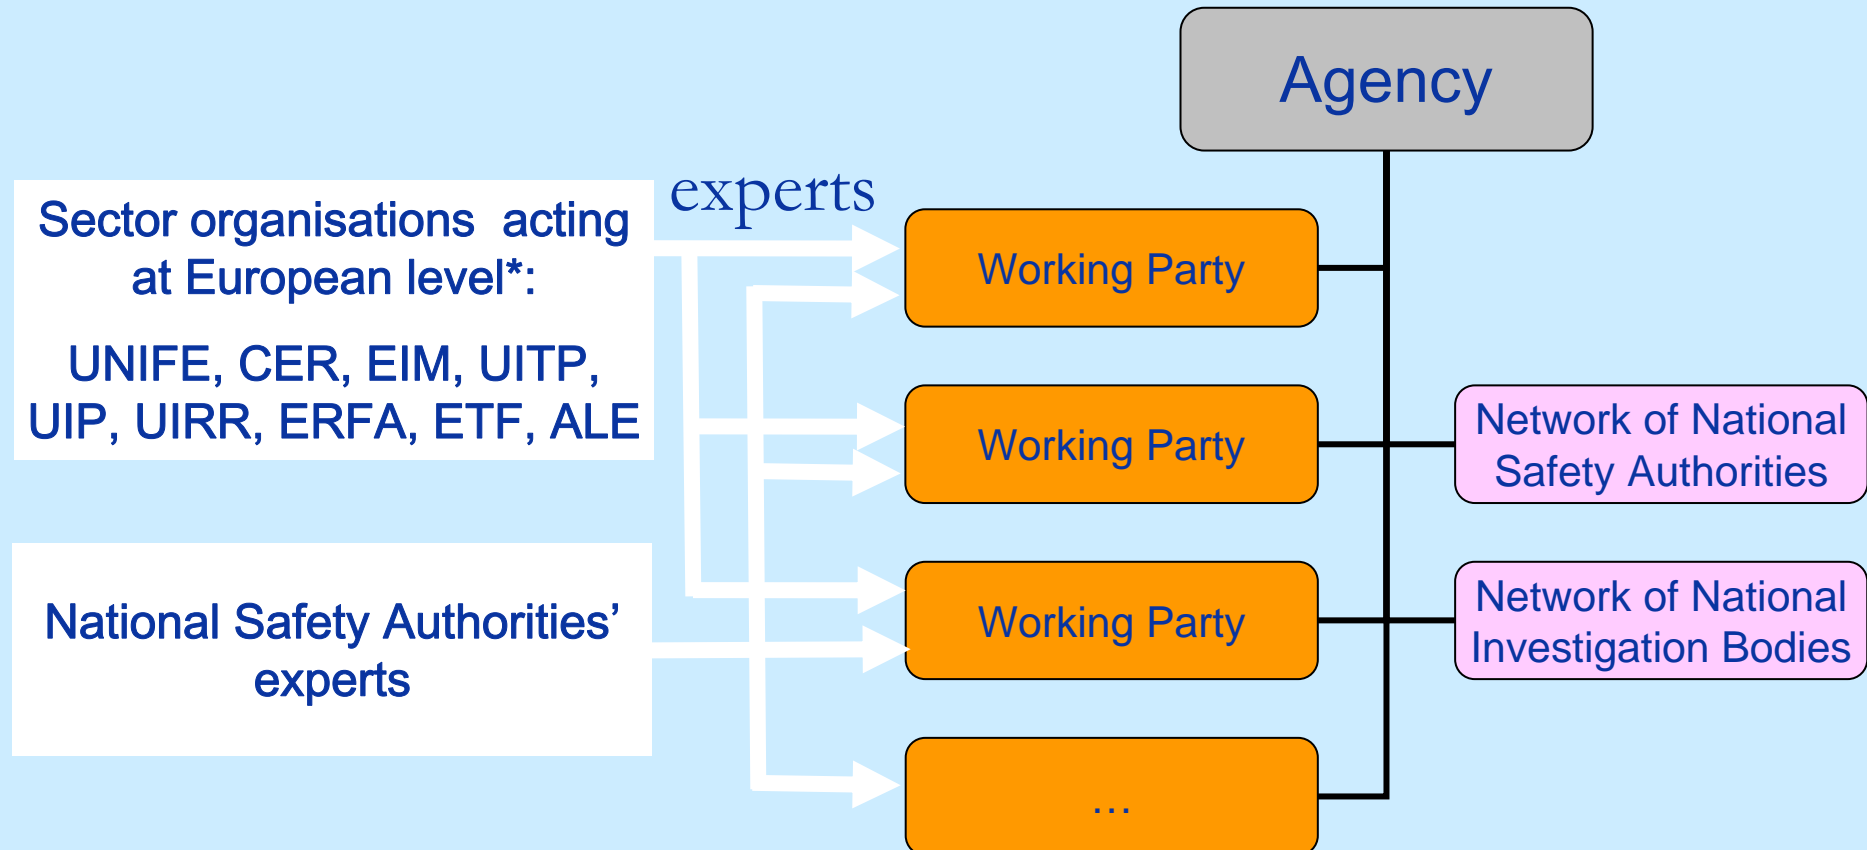 Agency
experts
Sector organisations acting
at European level*:
UNIFE, CER, EIM, UITP,
UIP, UIRR, ERFA, ETF, ALE
Working Party
Working Party
Network of National
Safety Authorities
National Safety Authorities’
experts
Working Party
Network of National
Investigation Bodies
…